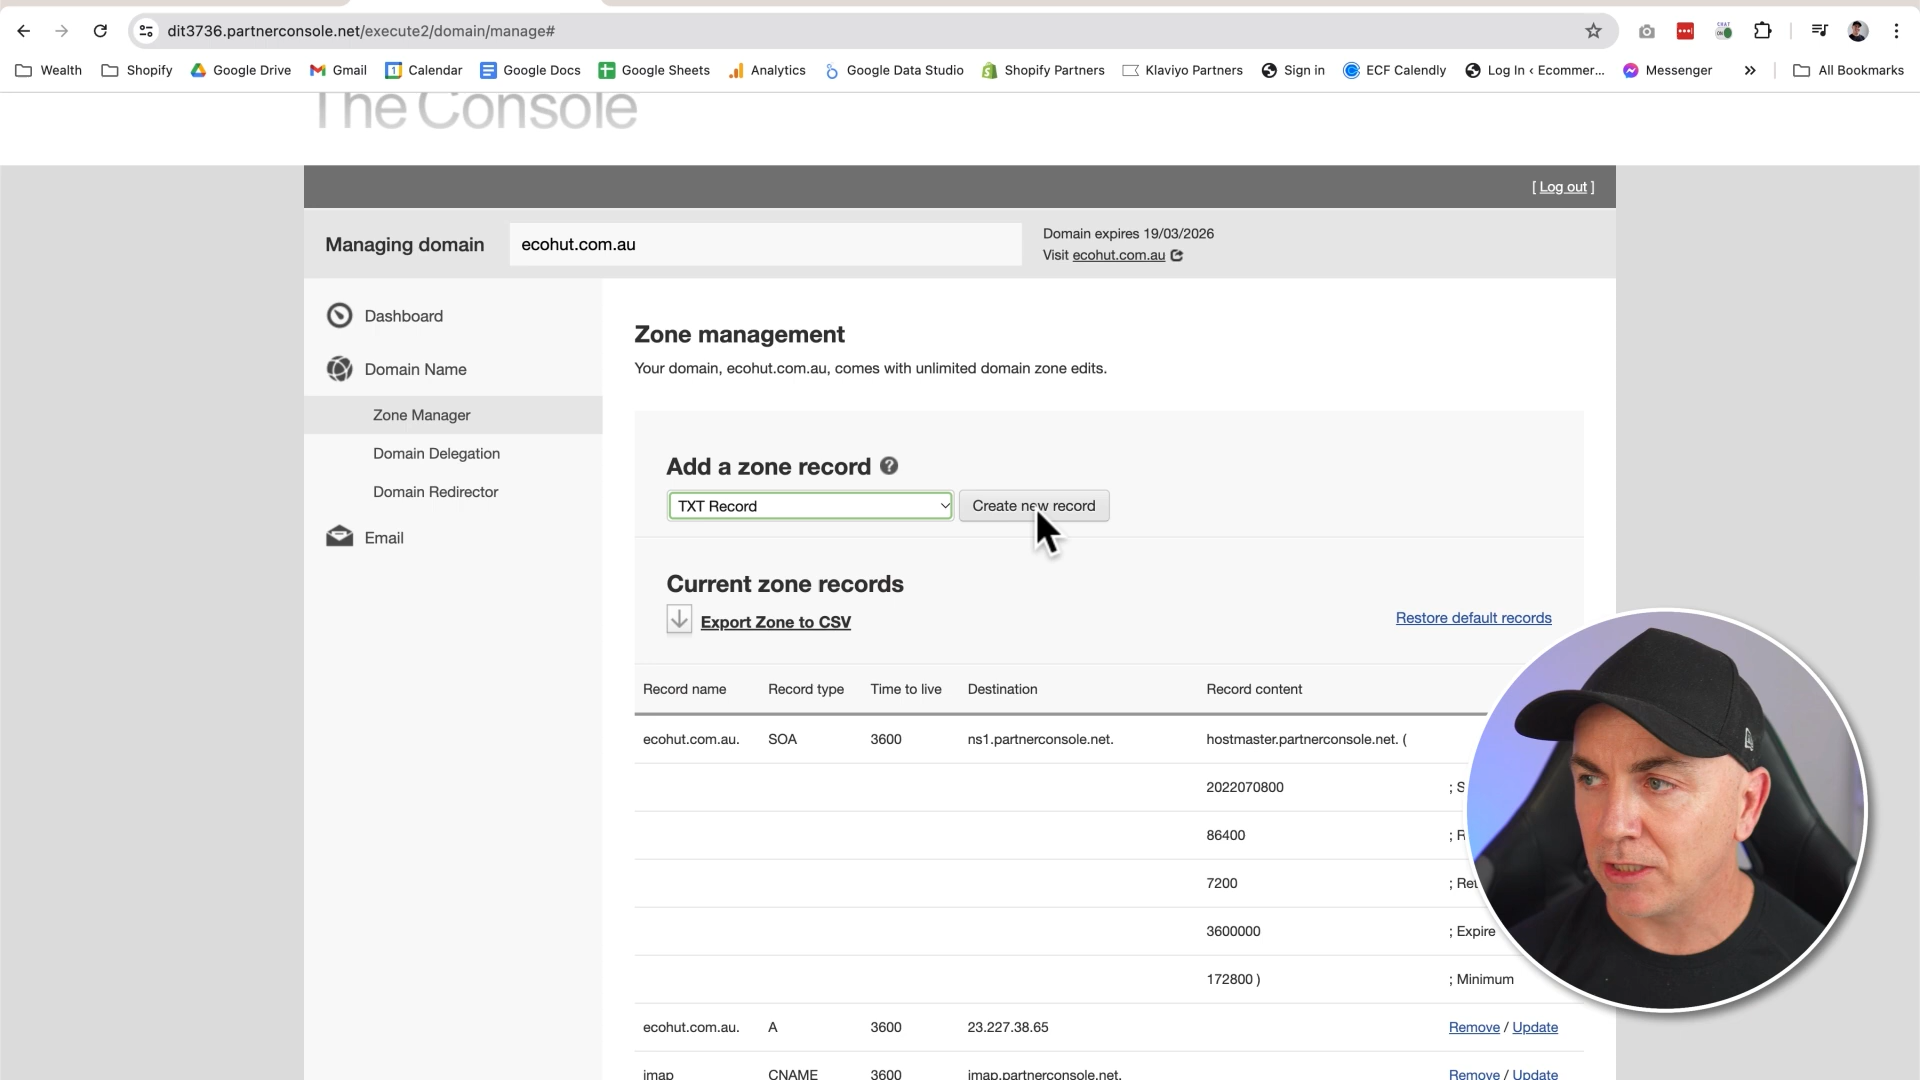 dit3736.partnerconsole.net/execute2/domain/manage#
Wealth
Shopify
Google Drive
Gmail
Calendar
Google Docs
Google Sheets
Analytics
Google Data Studio
Shopify Partners
Klaviyo Partners
Sign in
ECF Calendly
Log In ‹ Ecommer...
Messenger
All Bookmarks
The Console
[ Log out ]
Managing domain
ecohut.com.au
Domain expires 19/03/2026
Visit ecohut.com.au
Dashboard
Domain Name
Zone Manager
Domain Delegation
Domain Redirector
Email
Zone management
Your domain, ecohut.com.au, comes with unlimited domain zone edits.
Add a zone record
TXT Record
Create new record
Current zone records
Export Zone to CSV
Restore default records
Record name Record type Time to live Destination Record content
ecohut.com.au. SOA 3600 ns1.partnerconsole.net. hostmaster.partnerconsole.net. (
2022070800 ; S
86400 ; R
7200 ; Ret
3600000 ; Expire
172800 ) ; Minimum
ecohut.com.au. A 3600 23.227.38.65 Remove / Update
imap CNAME 3600 imap.partnerconsole.net. Remove / Update